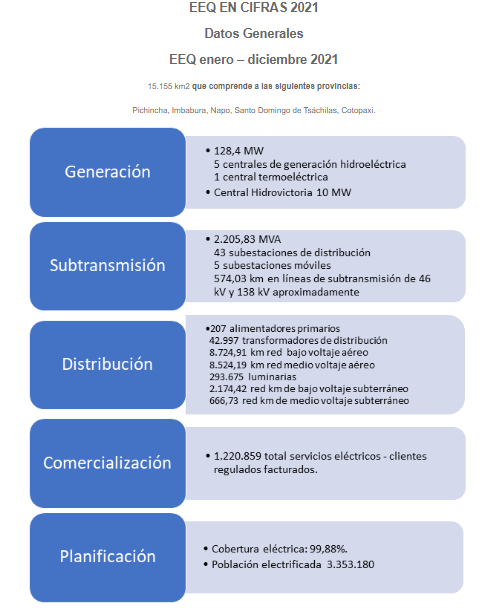 EEQ EN CIFRAS 2021
Datos Generales
EEQ enero – diciembre 2021
15.155 km2 que comprende a las siguientes provincias:
Pichincha, Imbabura, Napo, Santo Domingo de Tsáchilas, Cotopaxi.
Generación
• 128,4 MW
5 centrales de generación hidroeléctrica
1 central termoeléctrica
• Central Hidrovictoria 10 MW
Subtransmisión
• 2.205,83 MVA
43 subestaciones de distribución
5 subestaciones móviles
574,03 km en líneas de subtransmisión de 46
kV y 138 kV aproximadamente
Distribución
•207 alimentadores primarios
42.997 transformadores de distribución
8.724,91 km red bajo voltaje aéreo
8.524,19 km red medio voltaje aéreo
293.675 luminarias
2.174,42 red km de bajo voltaje subterráneo
666,73 red km de medio voltaje subterráneo
Comercialización
• 1.220.859 total servicios eléctricos - clientes
regulados facturados.
Planificación
• Cobertura eléctrica: 99,88%.
• Población electrificada 3.353.180